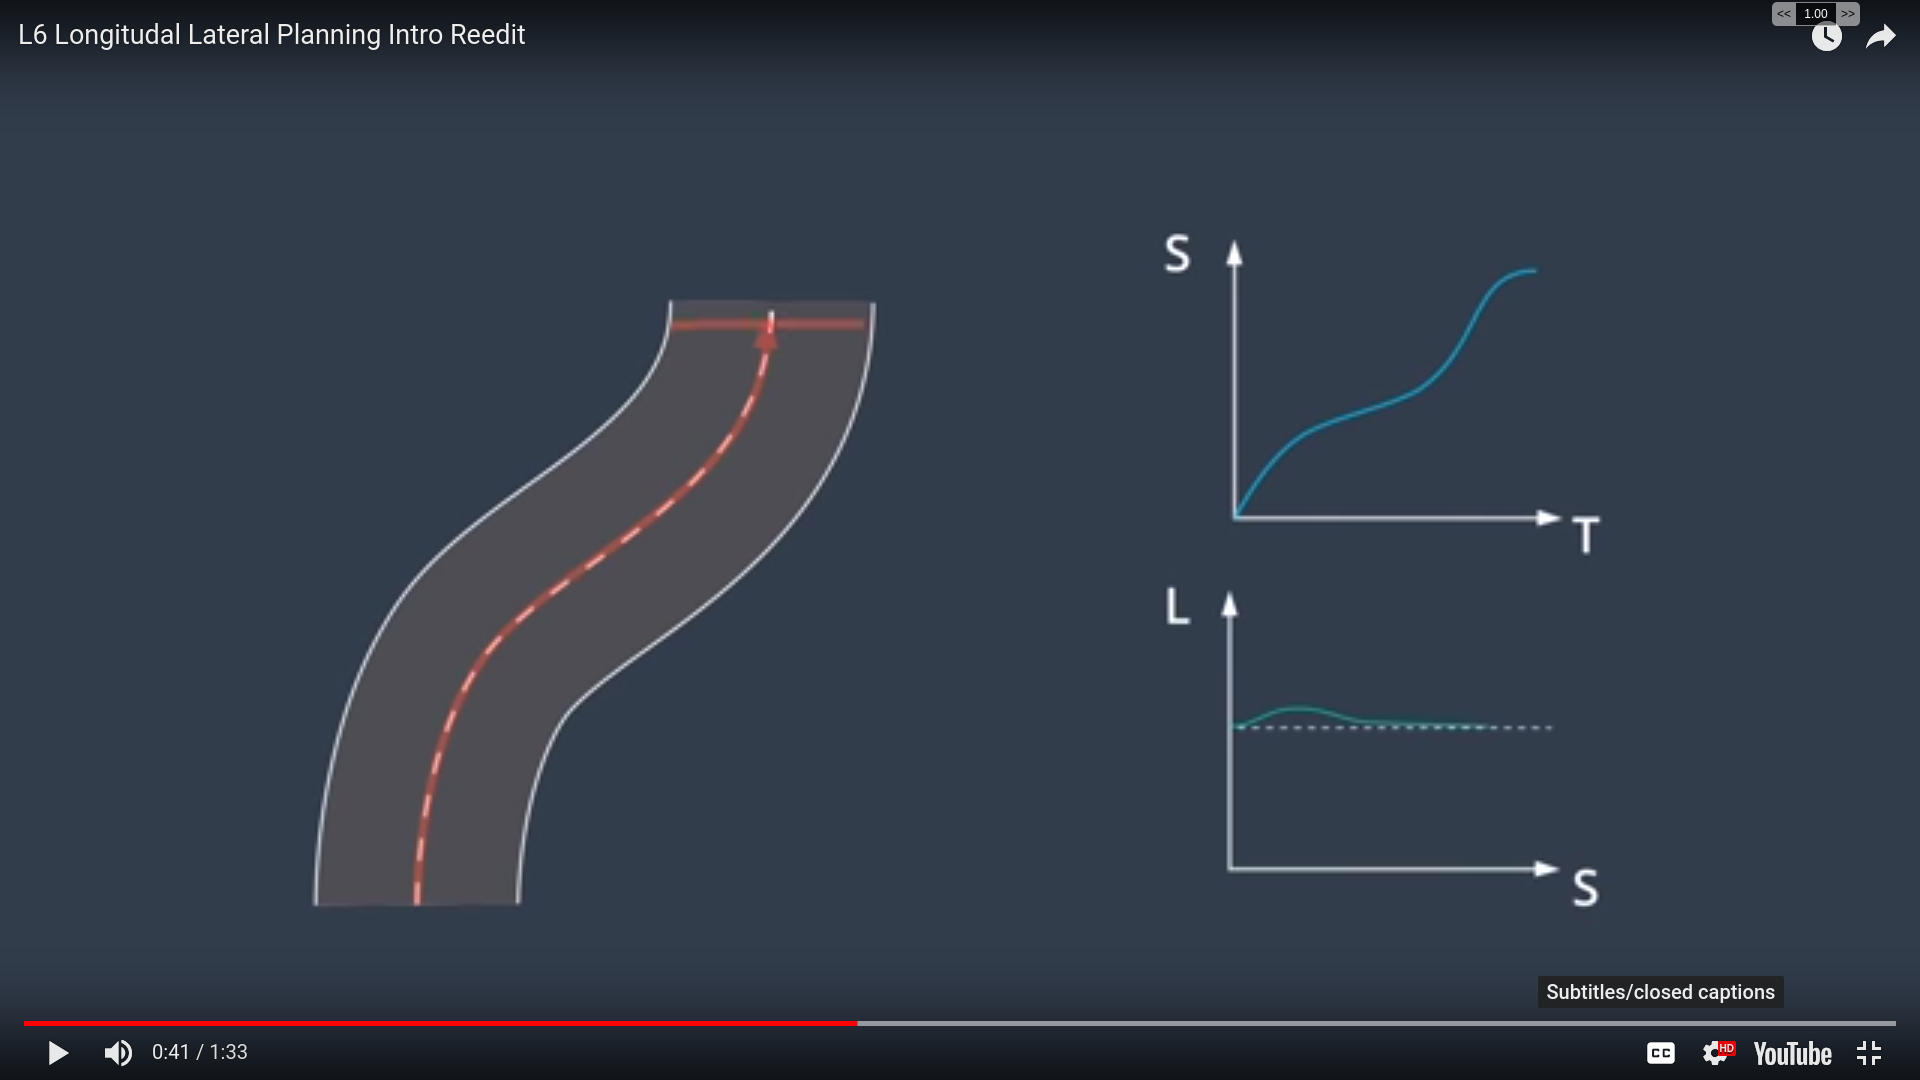 L6 Longitudal Lateral Planning Intro Reedit
<< 1.00 >>
S
T
L
S
Subtitles/closed captions
0:41 / 1:33
CC
HD
YouTube